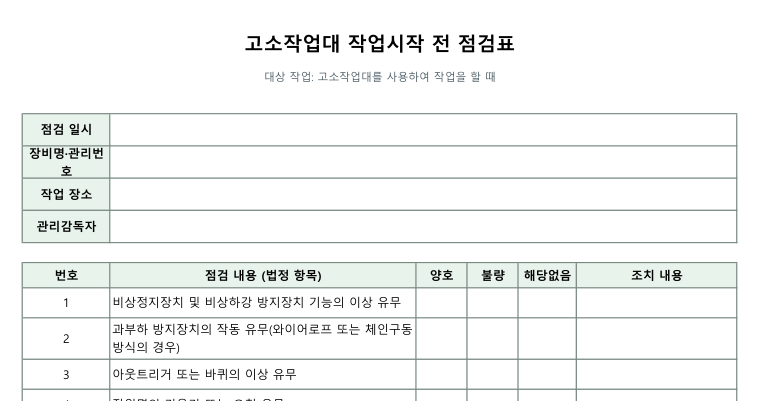 고소작업대 작업시작 전 점검표
대상 작업: 고소작업대를 사용하여 작업을 할 때
점검 일시
장비명·관리번
호
작업 장소
관리감독자
번호 점검 내용 (법정 항목) 양호 불량 해당없음 조치 내용
1 비상정지장치 및 비상하강 방지장치 기능의 이상 유무
2 과부하 방지장치의 작동 유무(와이어로프 또는 체인구동
방식의 경우)
3 아웃트리거 또는 바퀴의 이상 유무